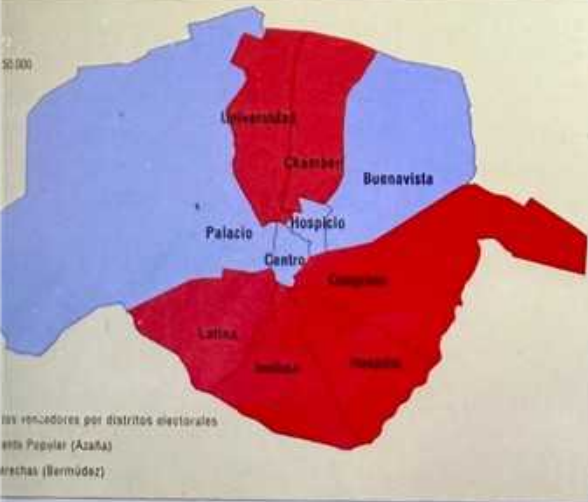 50.000
Universidad
Chamberí
Buenavista
Hospicio
Palacio
Centro
Congreso
Latina
Inclusa
Hospital
tos vencedores por distritos electorales
ente Popular (Azaña)
erechas (Bermúdez)